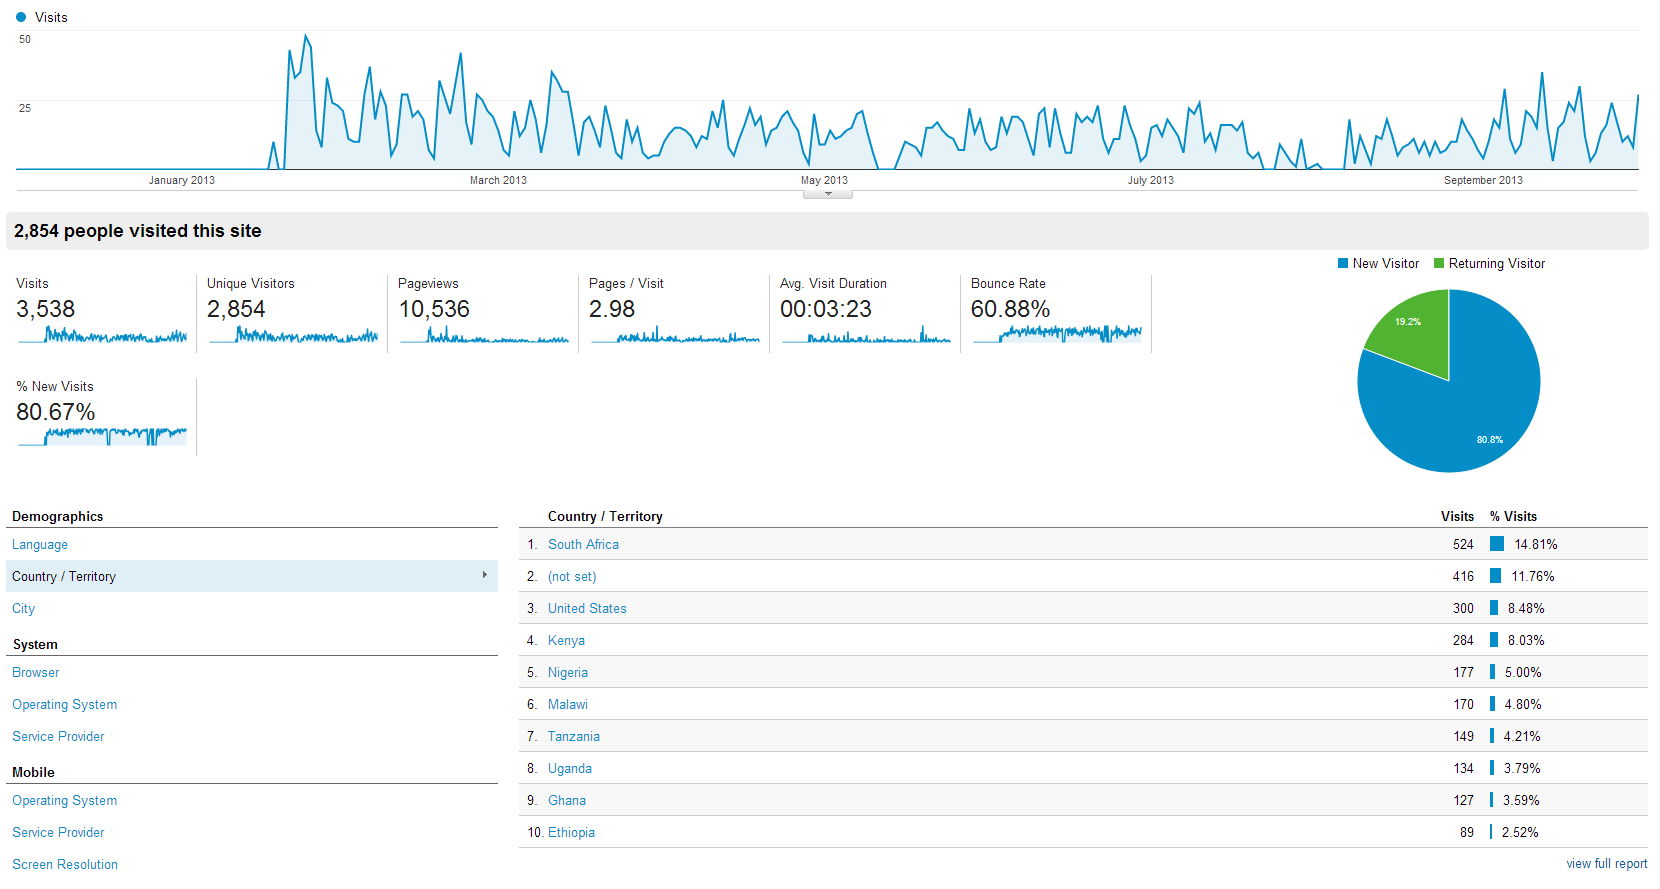 Visits
50
25
January 2013 March 2013 May 2013 July 2013 September 2013
2,854 people visited this site
Visits
3,538
Unique Visitors
2,854
Pageviews
10,536
Pages / Visit
2.98
Avg. Visit Duration
00:03:23
Bounce Rate
60.88%
% New Visits
80.67%
New Visitor Returning Visitor
19.2%
80.8%
Demographics
Language
Country / Territory
City
System
Browser
Operating System
Service Provider
Mobile
Operating System
Service Provider
Screen Resolution
Country / Territory Visits % Visits
1. South Africa 524 14.81%
2. (not set) 416 11.76%
3. United States 300 8.48%
4. Kenya 284 8.03%
5. Nigeria 177 5.00%
6. Malawi 170 4.80%
7. Tanzania 149 4.21%
8. Uganda 134 3.79%
9. Ghana 127 3.59%
10. Ethiopia 89 2.52%
view full report